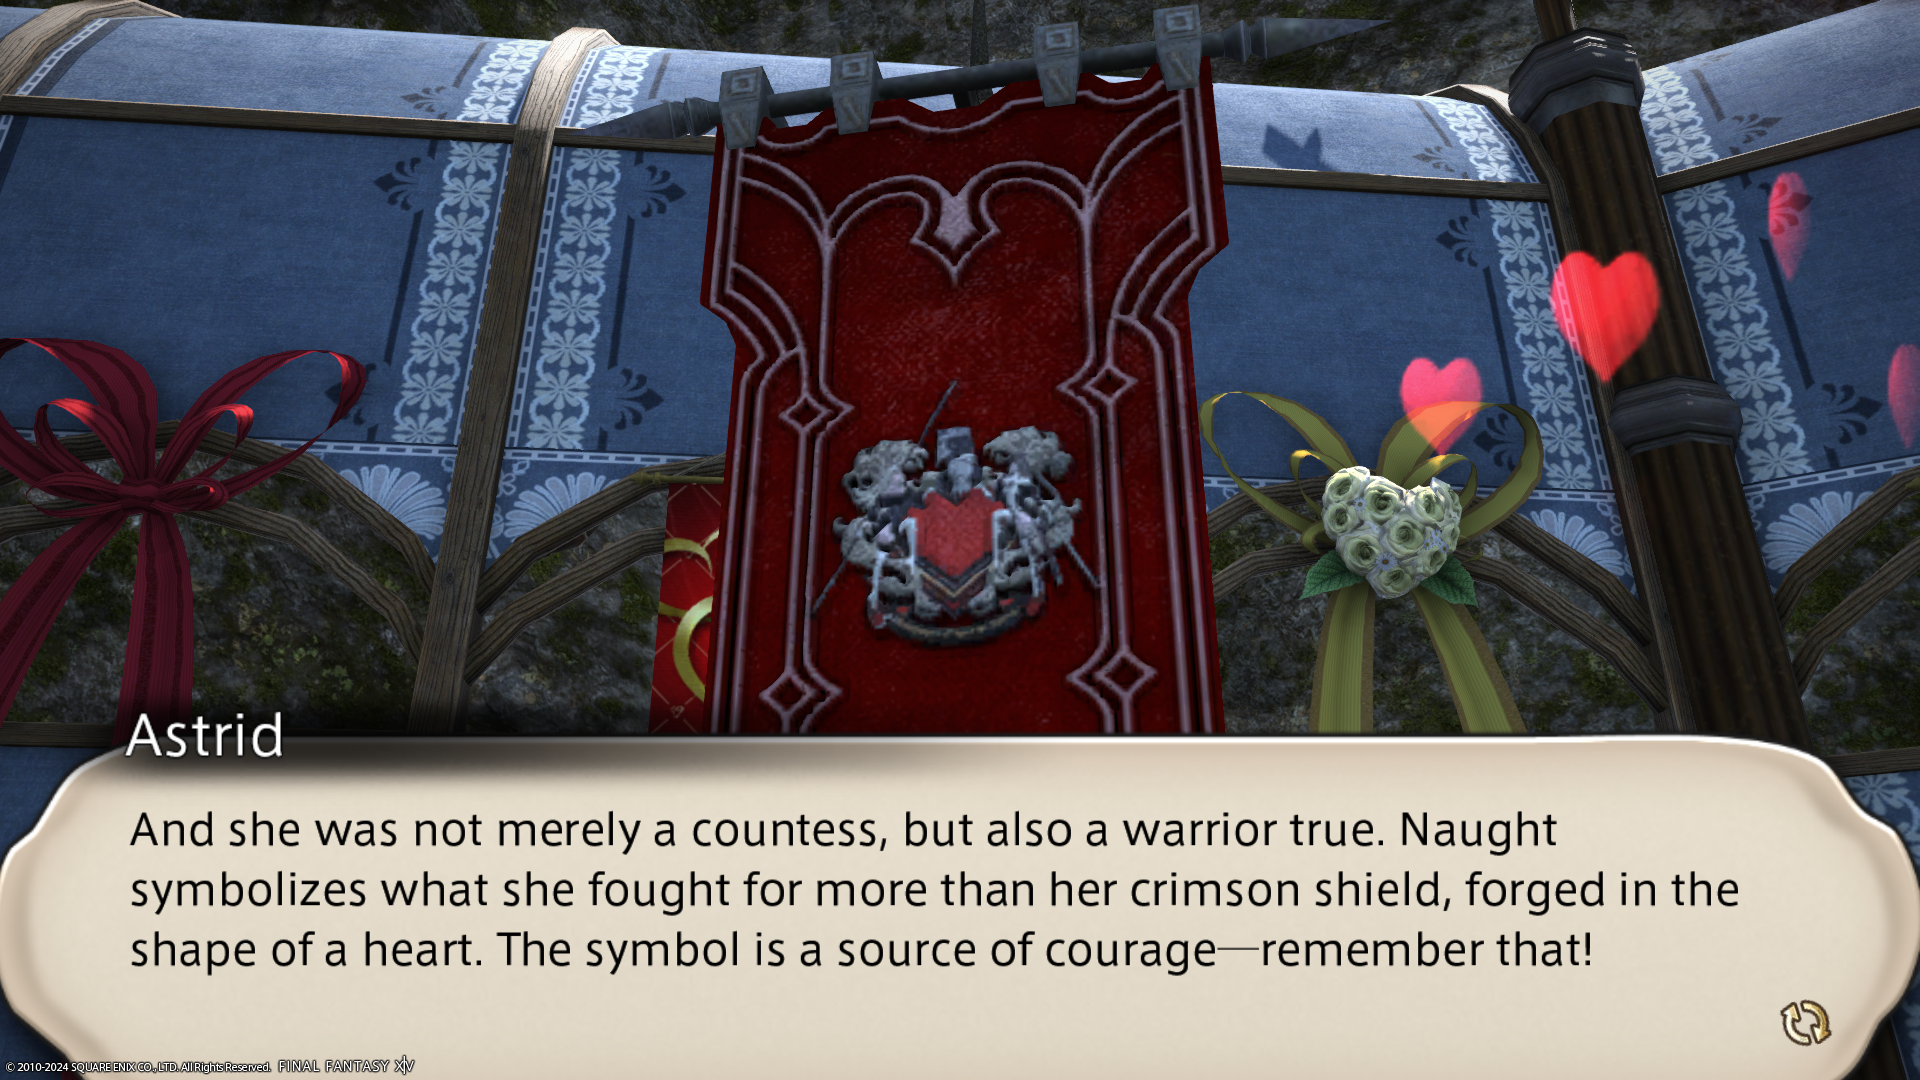 Astrid
And she was not merely a countess, but also a warrior true. Naught
symbolizes what she fought for more than her crimson shield, forged in the
shape of a heart. The symbol is a source of courage—remember that!
© 2010-2024 SQUARE ENIX CO., LTD. All Rights Reserved. FINAL FANTASY XIV